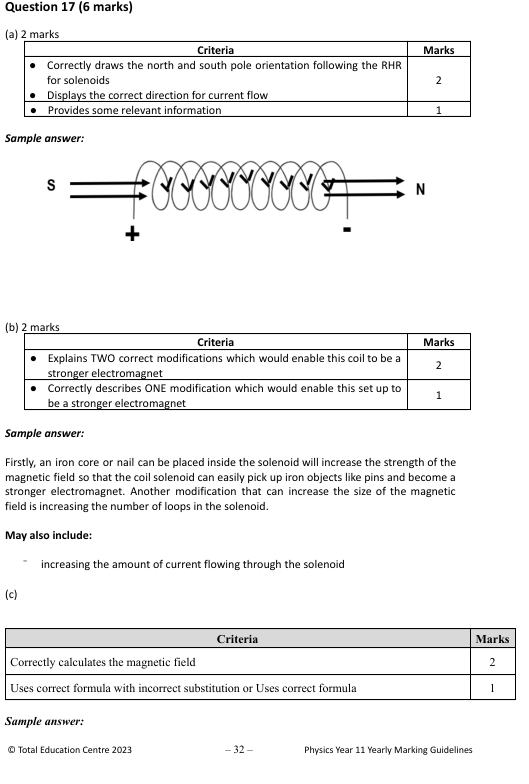 Question 17 (6 marks)
(a) 2 marks
Criteria Marks
● Correctly draws the north and south pole orientation following the RHR
for solenoids
● Displays the correct direction for current flow
2
● Provides some relevant information 1
Sample answer:
S N
+ -
(b) 2 marks
Criteria Marks
● Explains TWO correct modifications which would enable this coil to be a
stronger electromagnet
2
● Correctly describes ONE modification which would enable this set up to
be a stronger electromagnet
1
Sample answer:
Firstly, an iron core or nail can be placed inside the solenoid will increase the strength of the
magnetic field so that the coil solenoid can easily pick up iron objects like pins and become a
stronger electromagnet. Another modification that can increase the size of the magnetic
field is increasing the number of loops in the solenoid.
May also include:
- increasing the amount of current flowing through the solenoid
(c)
Criteria Marks
Correctly calculates the magnetic field 2
Uses correct formula with incorrect substitution or Uses correct formula 1
Sample answer:
© Total Education Centre 2023 – 32 – Physics Year 11 Yearly Marking Guidelines